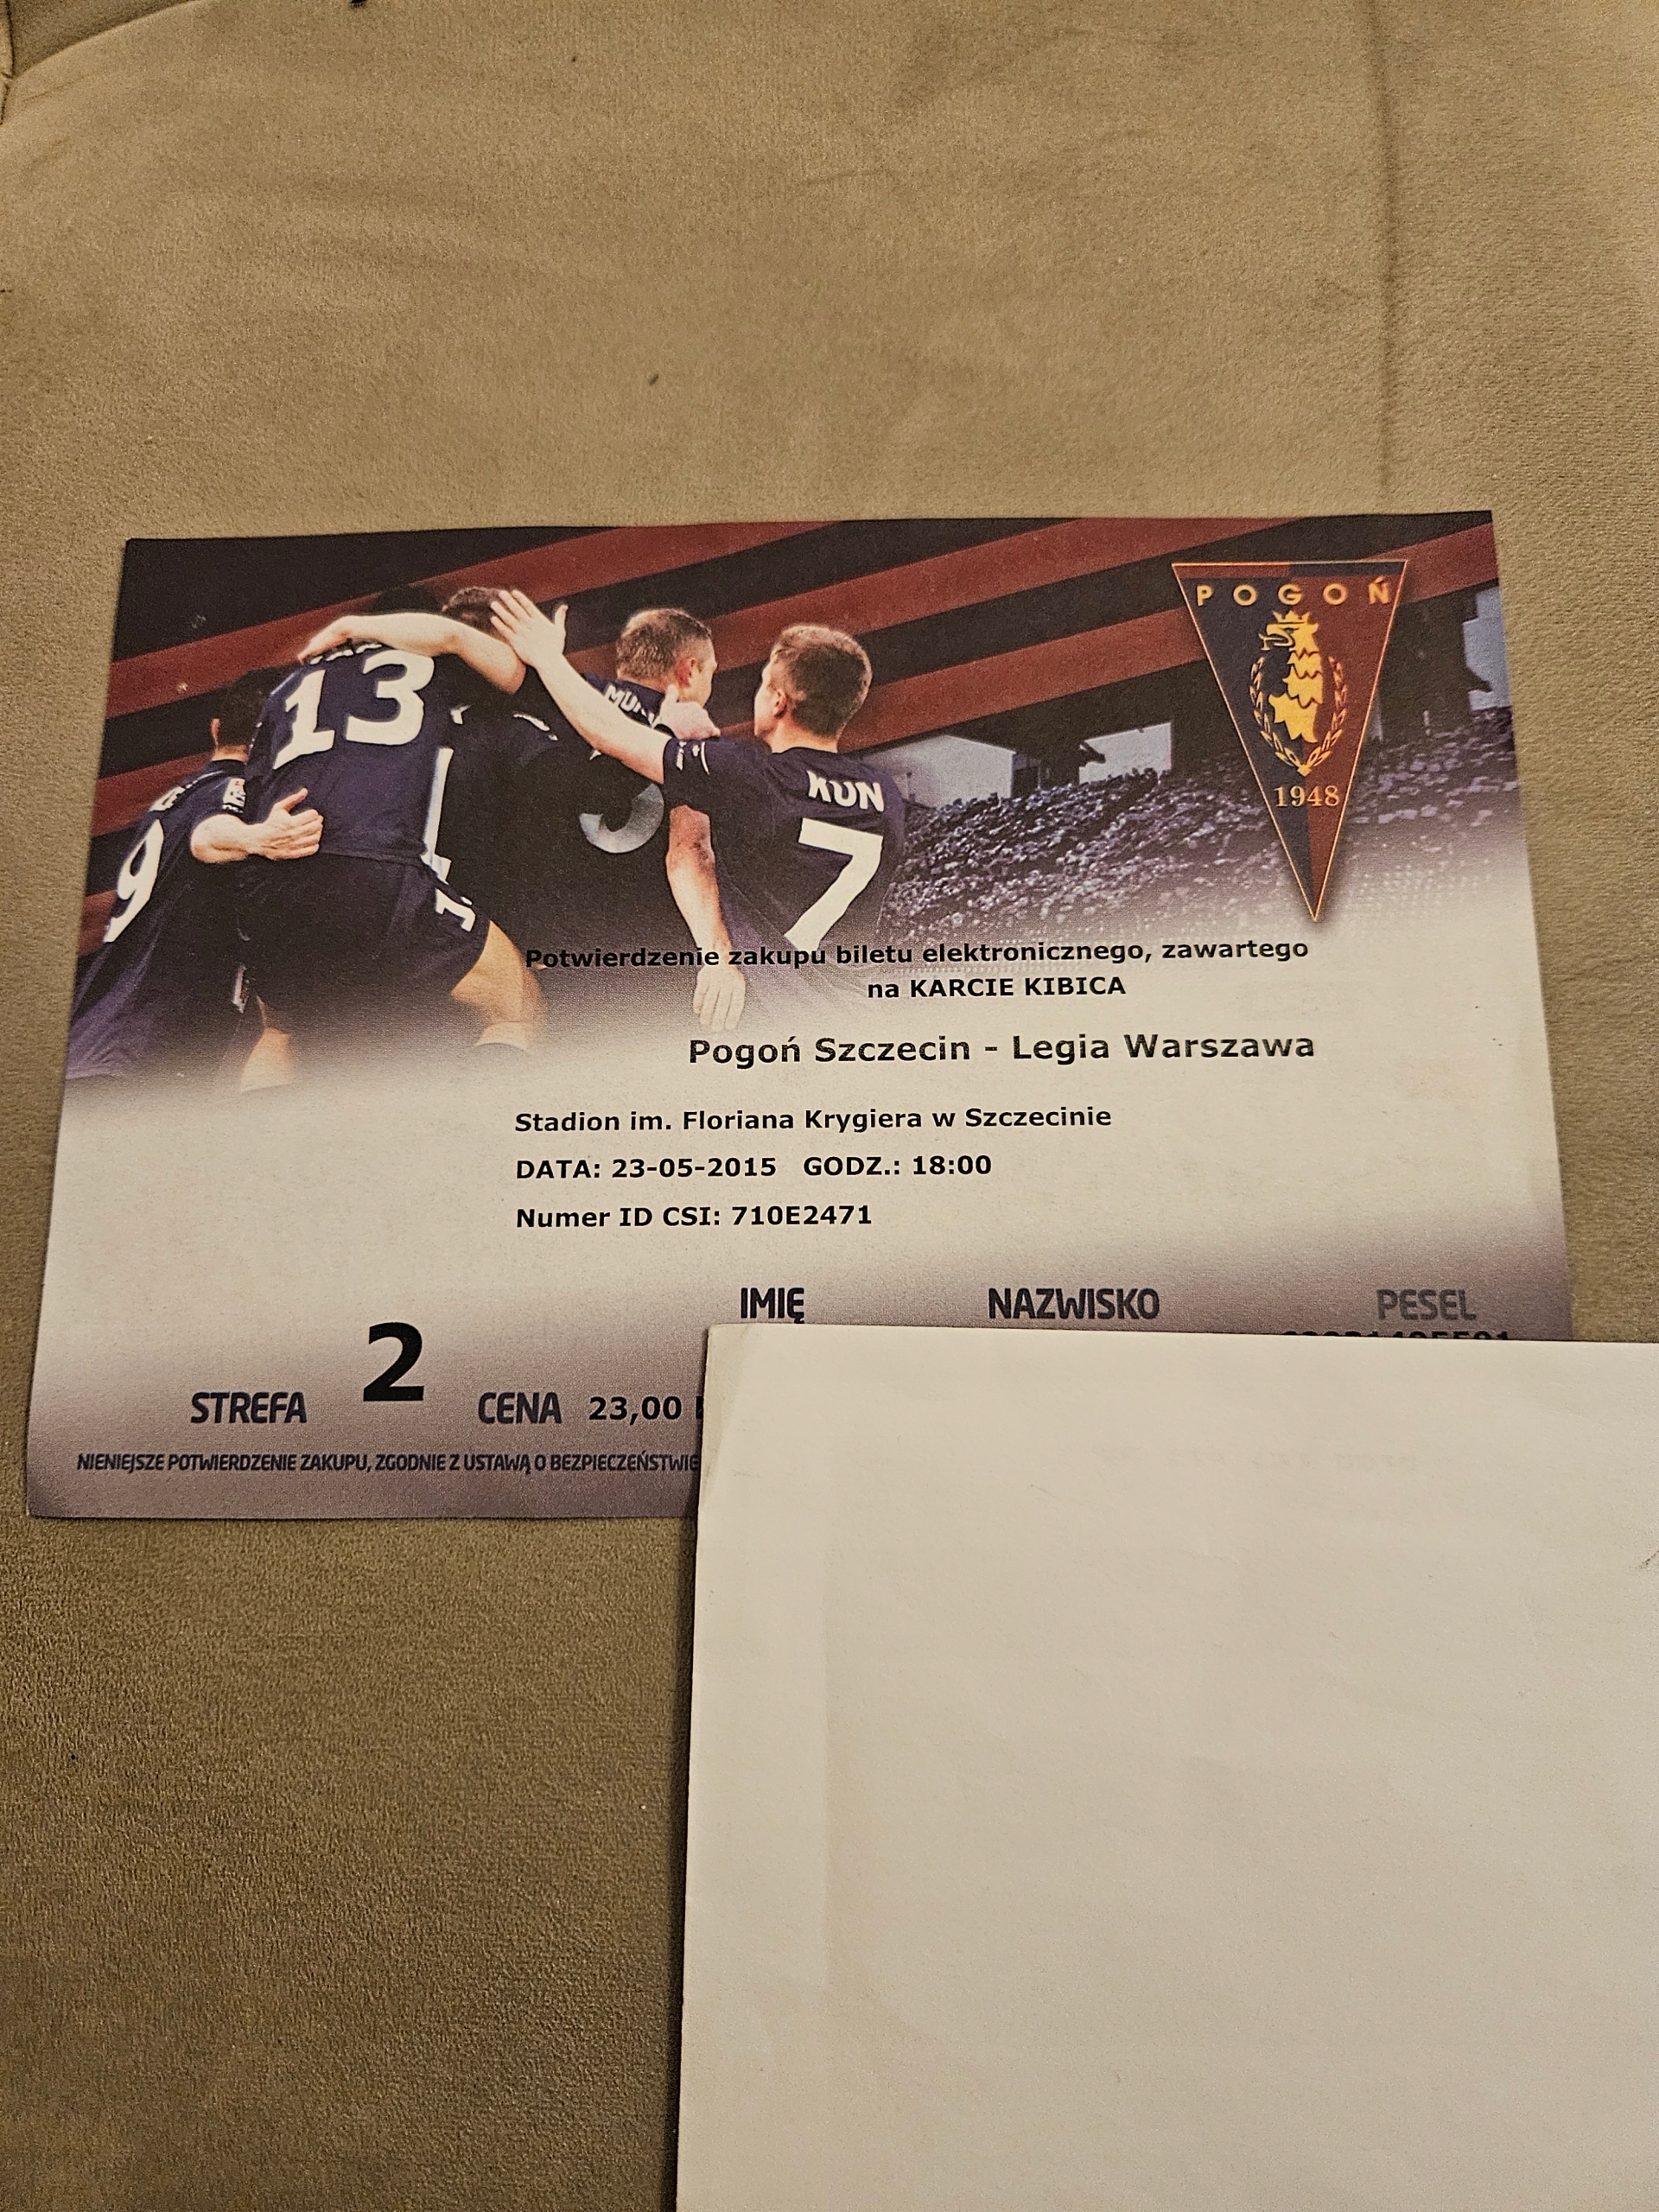 POGOŃ
1948
13
9
KUN
7
J.
Potwierdzenie zakupu biletu elektronicznego, zawartego
na KARCIE KIBICA
Pogoń Szczecin - Legia Warszawa
Stadion im. Floriana Krygiera w Szczecinie
DATA: 23-05-2015 GODZ.: 18:00
Numer ID CSI: 710E2471
IMIĘ NAZWISKO PESEL
STREFA 2 CENA 23,00
NIENIEJSZE POTWIERDZENIE ZAKUPU, ZGODNIE Z USTAWĄ O BEZPIECZEŃSTWIE